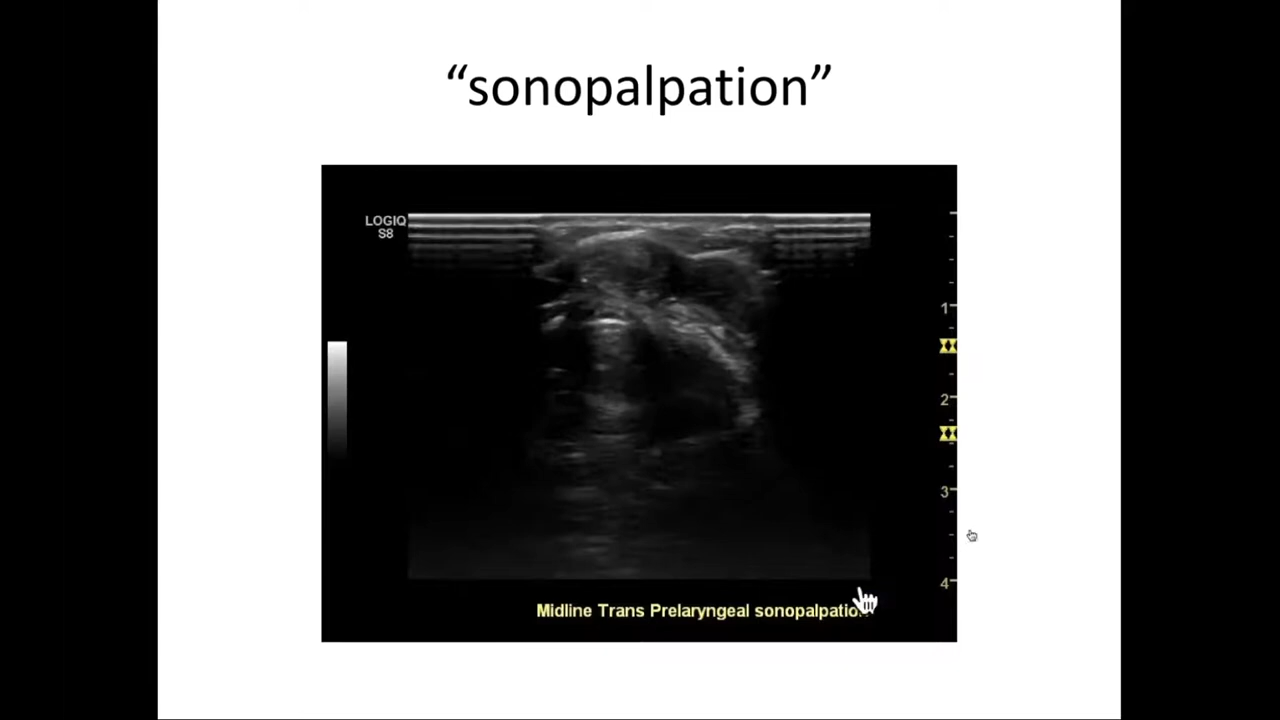 “sonopalpation”
LOGIQ
S8
1
2
3
4
Midline Trans Prelaryngeal sonopalpation